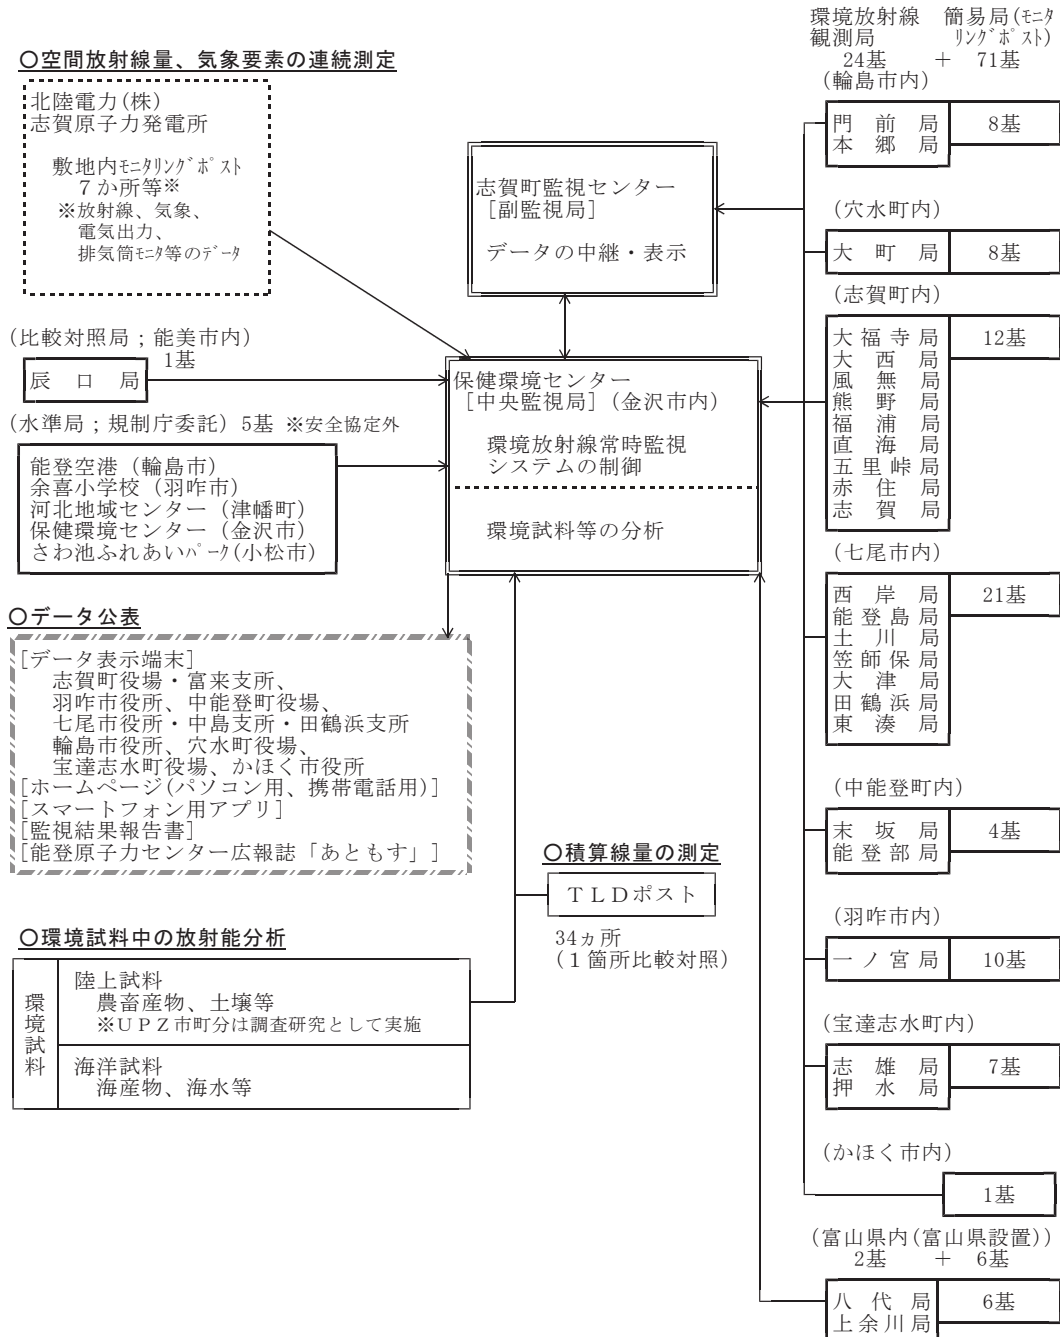 〇空間放射線量、気象要素の連続測定
北陸電力(株)
志賀原子力発電所
敷地内ﾓﾆﾀﾘﾝｸﾞﾎﾟｽﾄ
7か所等※
※放射線、気象、
電気出力、
排気筒ﾓﾆﾀ等のﾃﾞｰﾀ
(比較対照局；能美市内)
1基
辰口局
(水準局；規制庁委託) 5基 ※安全協定外
能登空港（輪島市）
余喜小学校（羽咋市）
河北地域センター（津幡町）
保健環境センター（金沢市）
さわ池ふれあいﾊﾟｰｸ(小松市)
志賀町監視センター
［副監視局］
データの中継・表示
保健環境センター
［中央監視局］(金沢市内)
環境放射線常時監視
システムの制御
環境試料等の分析
〇データ公表
[データ表示端末]
志賀町役場・富来支所、
羽咋市役所、中能登町役場、
七尾市役所・中島支所・田鶴浜支所
輪島市役所、穴水町役場、
宝達志水町役場、かほく市役所
[ホームページ(パソコン用、携帯電話用)]
[スマートフォン用アプリ]
[監視結果報告書]
[能登原子力センター広報誌「あともす」]
〇積算線量の測定
ＴＬＤポスト
34ヵ所
(１箇所比較対照)
〇環境試料中の放射能分析
環境試料
陸上試料
農畜産物、土壌等
※ＵＰＺ市町分は調査研究として実施
海洋試料
海産物、海水等
環境放射線 簡易局(ﾓﾆﾀ
観測局 ﾘﾝｸﾞﾎﾟｽﾄ)
24基 ＋ 71基
(輪島市内)
門前局 8基
本郷局
(穴水町内)
大町局 8基
(志賀町内)
大福寺局 12基
大西局
風無局
熊野局
福浦局
直海局
五里峠局
赤住局
志賀局
(七尾市内)
西岸局 21基
能登島局
土川局
笠師保局
大津局
田鶴浜局
東湊局
(中能登町内)
末坂局 4基
能登部局
(羽咋市内)
一ノ宮局 10基
(宝達志水町内)
志雄局 7基
押水局
(かほく市内)
1基
(富山県内(富山県設置))
2基 ＋ 6基
八代局 6基
上余川局